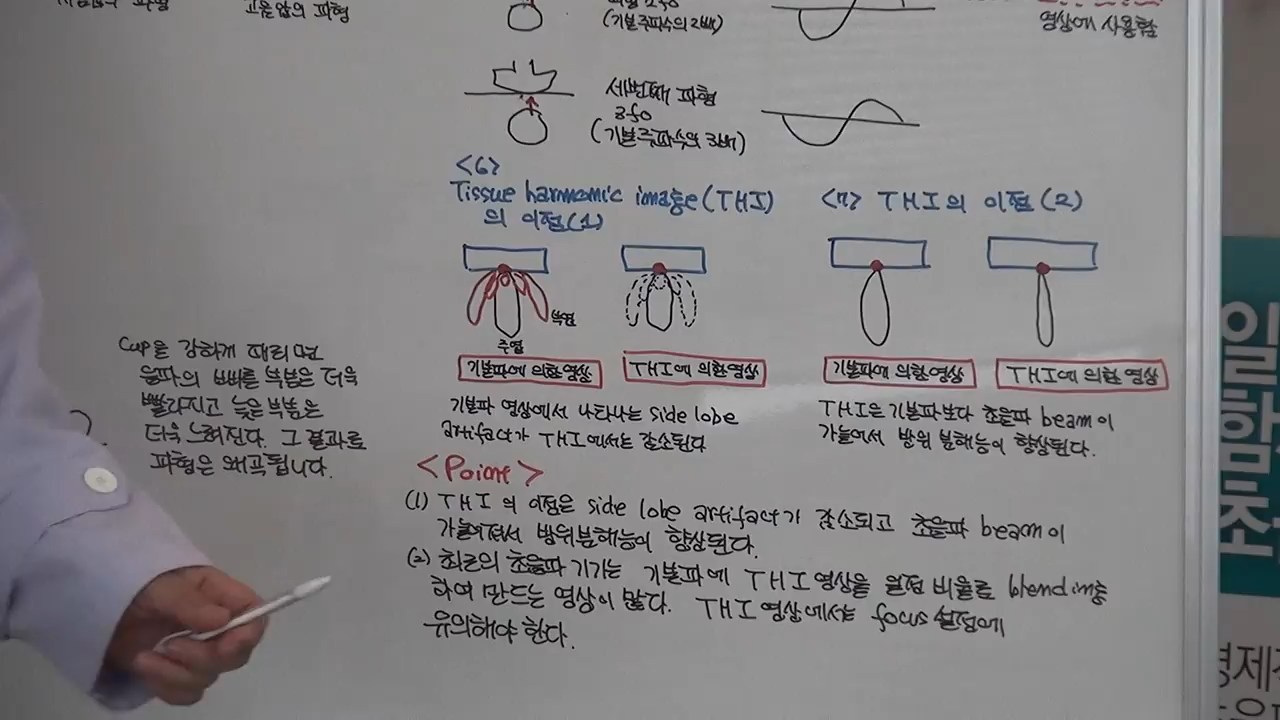 고음압의 파형
(기본주파수의 2배)
영상에 사용함
세번째 파형
3fo
(기본주파수의 3배)
<6>
Tissue harmomic image(THI)
의 이점(1)
<7> THI의 이점(2)
부엽
주엽
기본파에 의한 영상
THI에 의한 영상
기본파에 의한 영상
THI에 의한 영상
기본파 영상에서 나타나는 side lobe
artifact가 THI에서는 감소된다
THI은 기본파보다 초음파 beam이
가늘어서 방위 분해능이 향상된다.
cup을 강하게 때리면
음파의 빠른 부분은 더욱
빨라지고 늦은 부분은
더욱 느려진다. 그 결과로
파형은 왜곡됩니다.
<Point>
(1) THI의 이점은 side lobe artifact가 감소되고 초음파 beam이
가늘어져서 방위분해능이 향상된다.
(2) 최근의 초음파 기기는 기본파에 THI 영상을 일정 비율로 blending
하여 만드는 영상이 많다. THI 영상에서는 focus 설정에
유의해야 한다.
일
함
조
경제